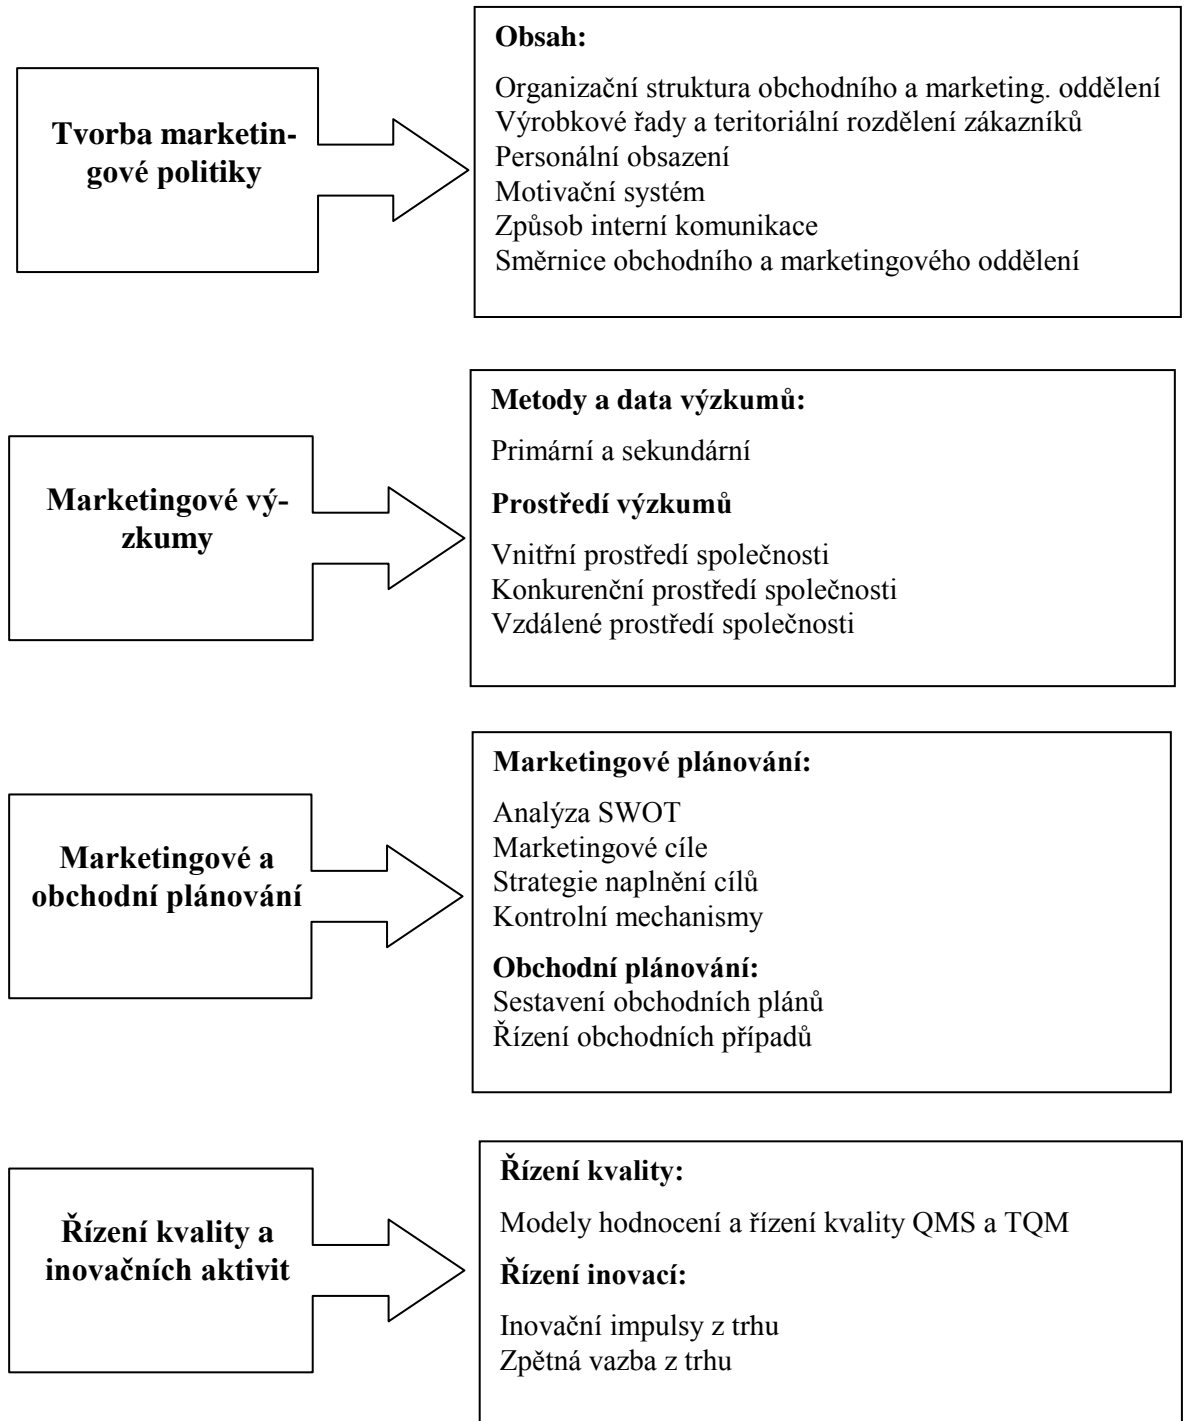 Tvorba marketin-
gové politiky
Obsah:
Organizační struktura obchodního a marketing. oddělení
Výrobkové řady a teritoriální rozdělení zákazníků
Personální obsazení
Motivační systém
Způsob interní komunikace
Směrnice obchodního a marketingového oddělení
Marketingové vý-
zkumy
Metody a data výzkumů:
Primární a sekundární
Prostředí výzkumů
Vnitřní prostředí společnosti
Konkurenční prostředí společnosti
Vzdálené prostředí společnosti
Marketingové a
obchodní plánování
Marketingové plánování:
Analýza SWOT
Marketingové cíle
Strategie naplnění cílů
Kontrolní mechanismy
Obchodní plánování:
Sestavení obchodních plánů
Řízení obchodních případů
Řízení kvality a
inovačních aktivit
Řízení kvality:
Modely hodnocení a řízení kvality QMS a TQM
Řízení inovací:
Inovační impulsy z trhu
Zpětná vazba z trhu